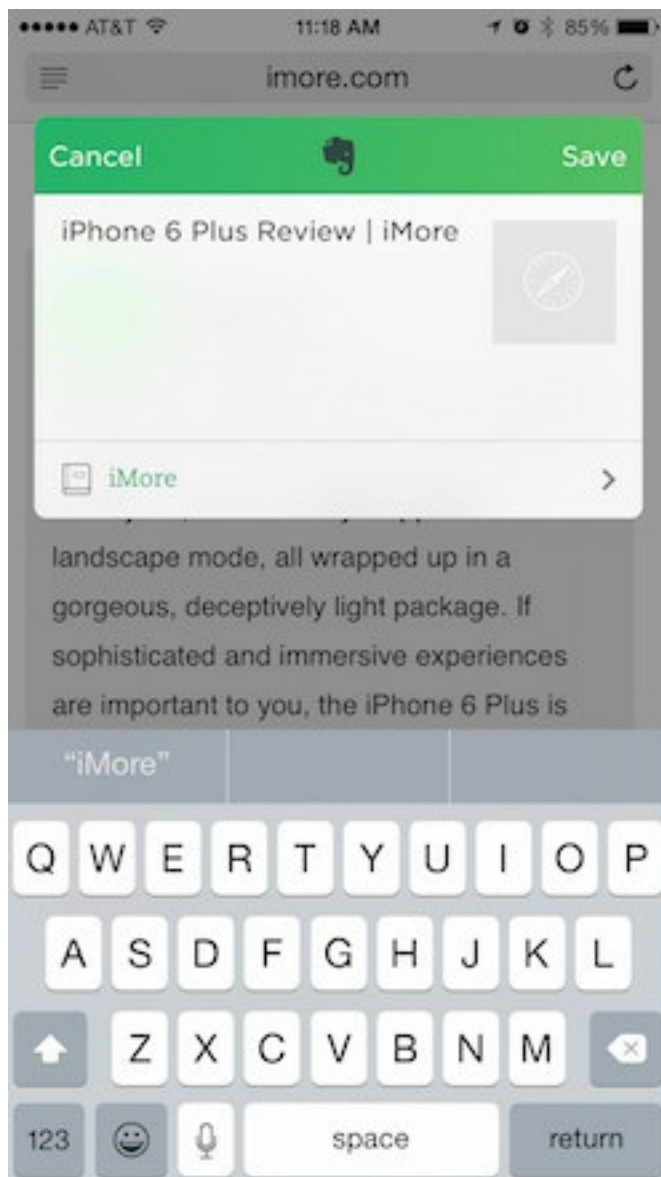 AT&T 11:18 AM 85%
imore.com
Cancel Save
iPhone 6 Plus Review | iMore
iMore
landscape mode, all wrapped up in a
gorgeous, deceptively light package. If
sophisticated and immersive experiences
are important to you, the iPhone 6 Plus is
“iMore”
Q W E R T Y U I O P
A S D F G H J K L
Z X C V B N M
123 space return